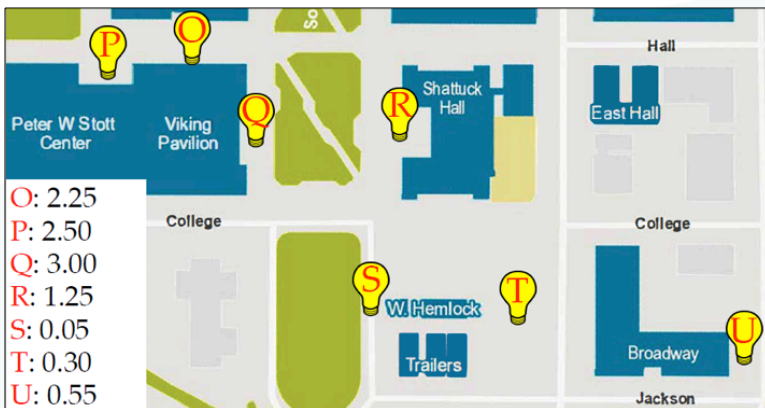 So
O
P
Hall
Q
R
Shattuck
Hall
East Hall
Peter W Stott
Center
Viking
Pavilion
O: 2.25
P: 2.50
Q: 3.00
R: 1.25
S: 0.05
T: 0.30
U: 0.55
College
College
S
T
W. Hemlock
U
Trailers
Broadway
Jackson